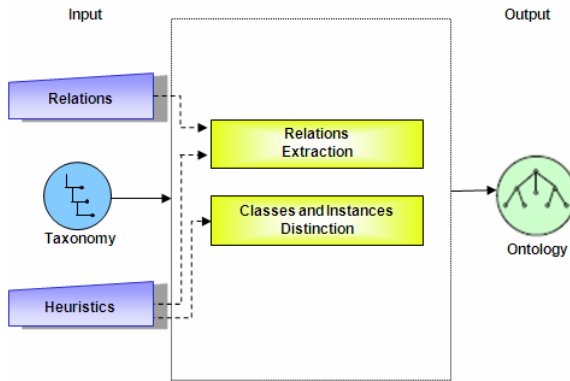 Input
Output
Relations
Relations
Extraction
Taxonomy
Classes and Instances
Distinction
Ontology
Heuristics